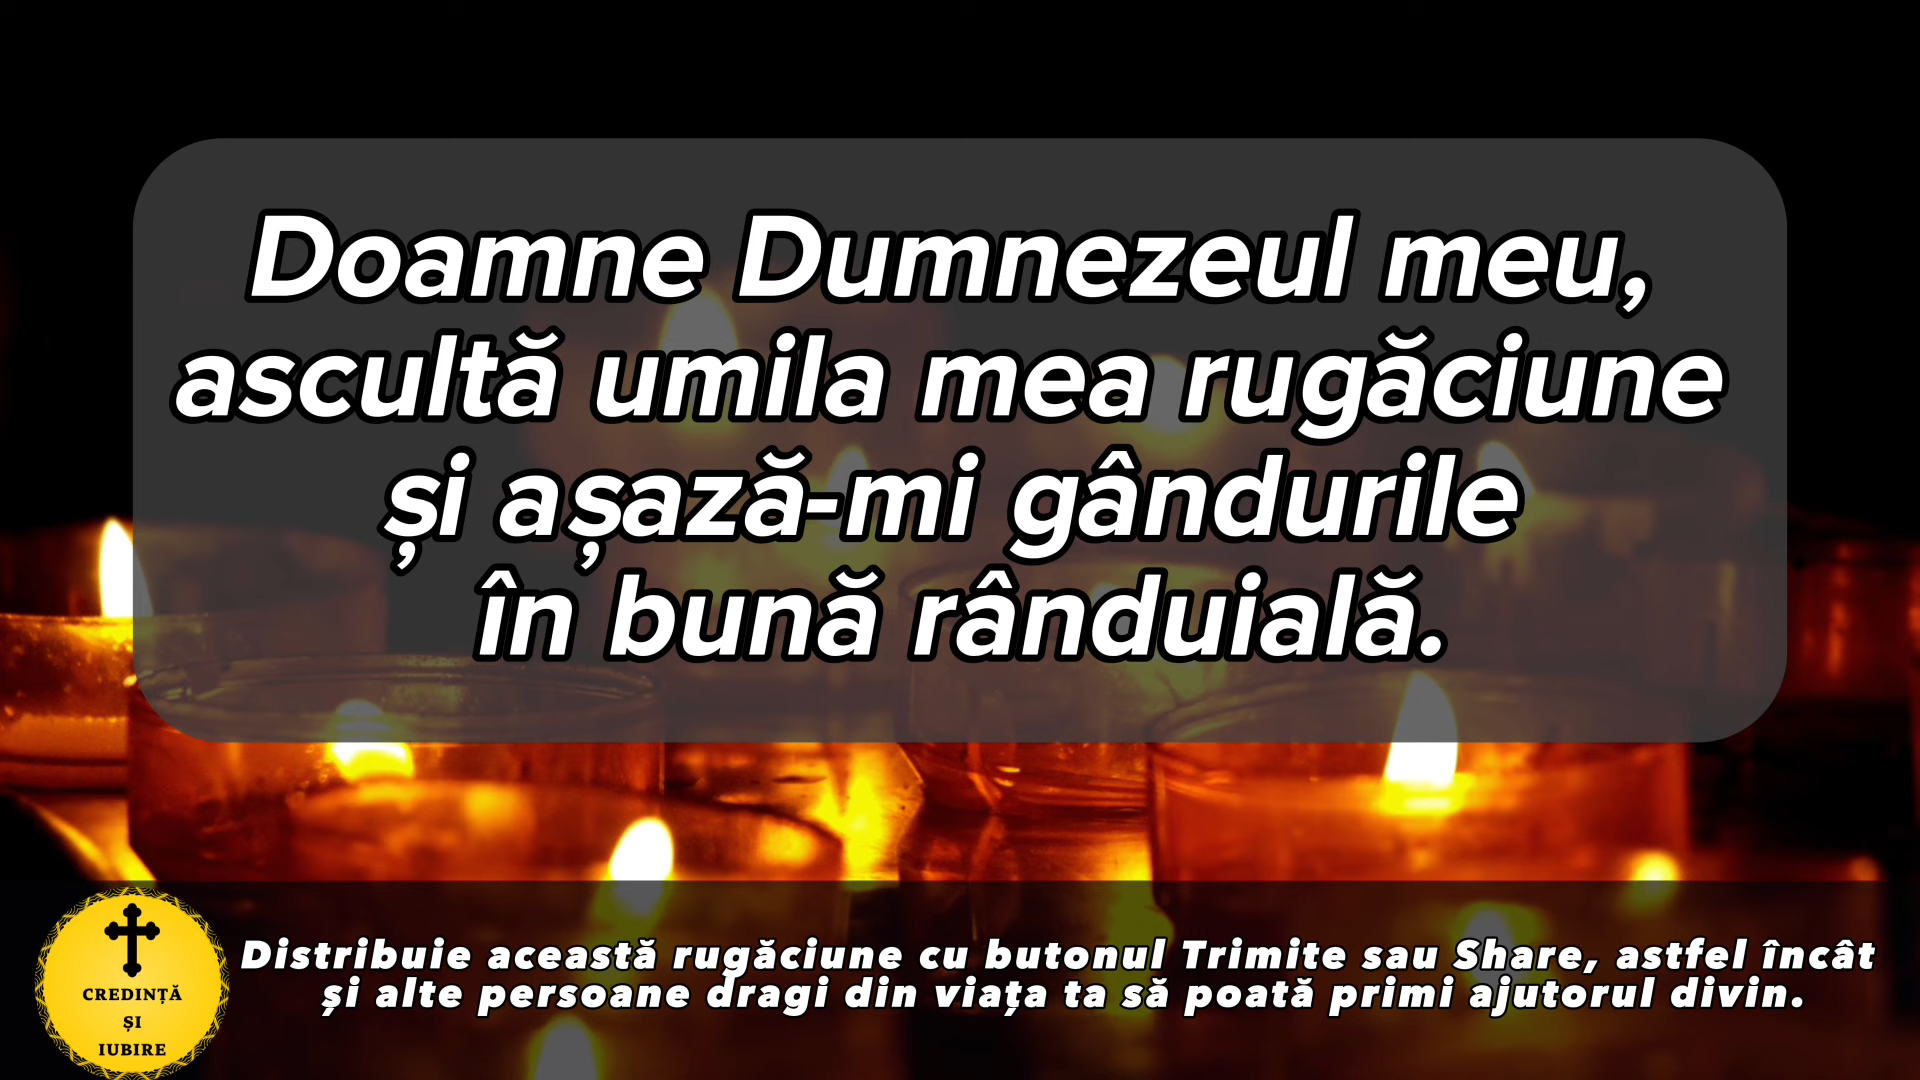 Doamne Dumnezeul meu,
ascultă umila mea rugăciune
și așază-mi gândurile
în bună rânduială.
CREDINȚĂ
ȘI
IUBIRE
Distribuie această rugăciune cu butonul Trimite sau Share, astfel încât
și alte persoane dragi din viața ta să poată primi ajutorul divin.